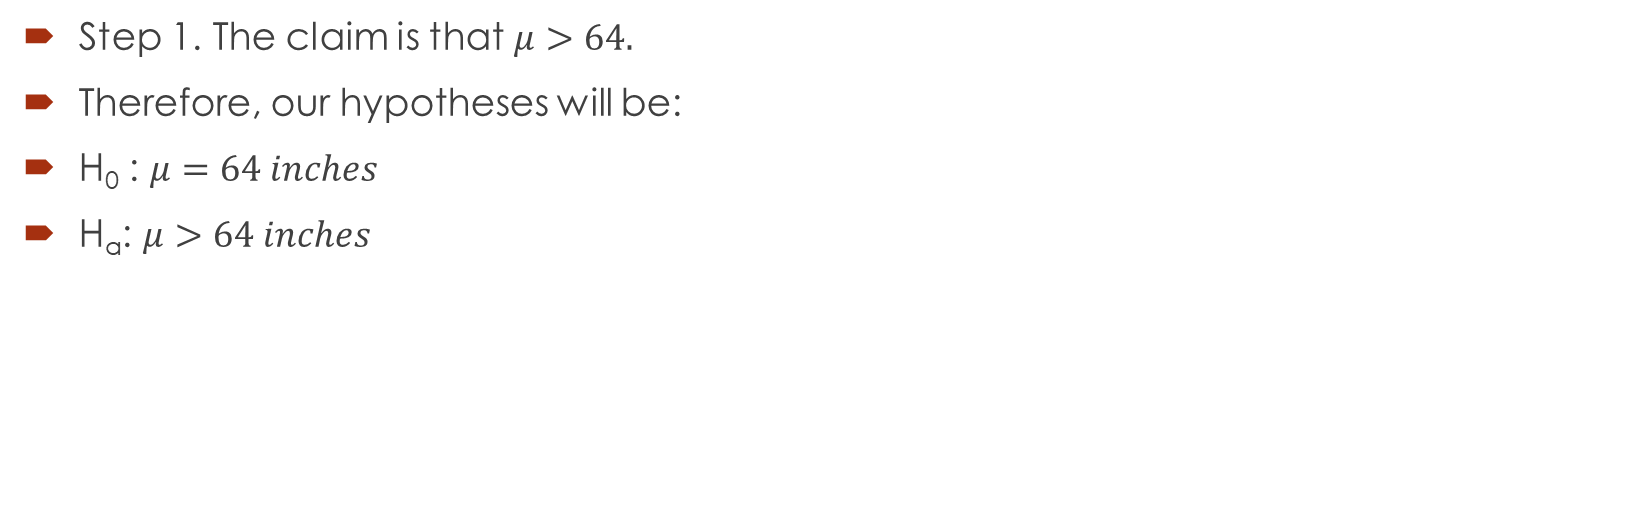 Step 1. The claim is that μ > 64.
Therefore, our hypotheses will be:
H₀ : μ = 64 inches
Hₐ: μ > 64 inches